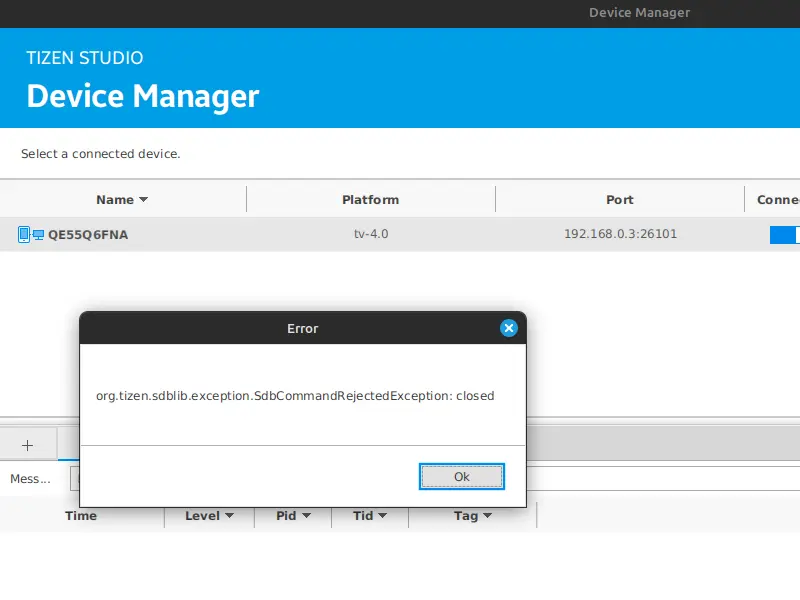 Device Manager
TIZEN STUDIO
Device Manager
Select a connected device.
Name Platform Port
QE55Q6FNA tv-4.0 192.168.0.3:26101
Error
org.tizen.sdblib.exception.SdbCommandRejectedException: closed
+
Mess...
Ok
Time Level Pid Tid Tag